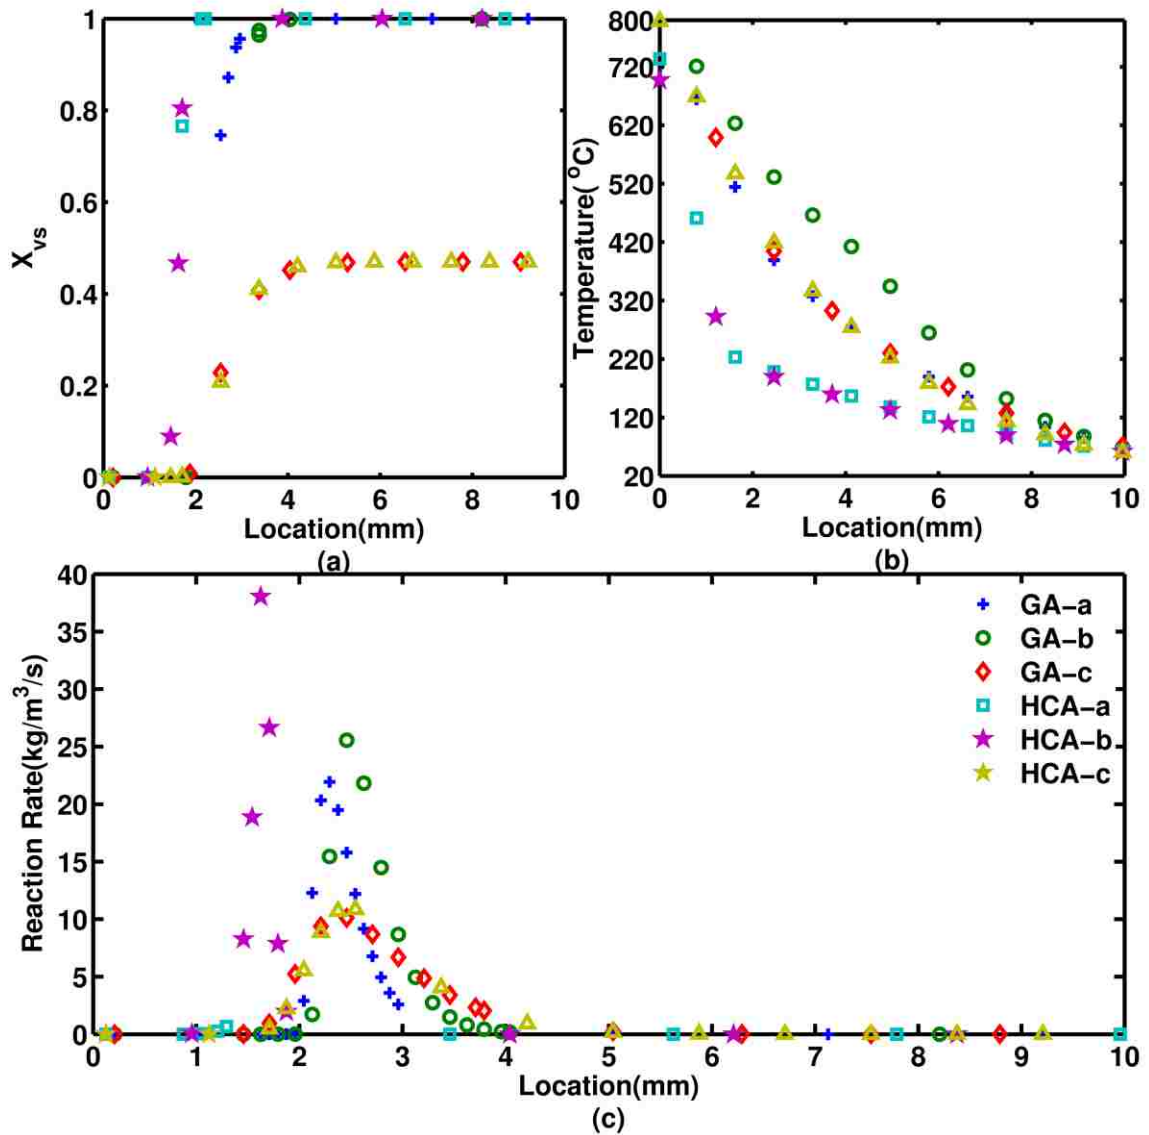 1
0.8
0.6
0.4
0.2
0
X_vs
0 2 4 6 8 10
Location(mm)
(a)
800
720
620
520
420
320
220
120
20
Temperature( °C)
0 2 4 6 8 10
Location(mm)
(b)
40
35
30
25
20
15
10
5
0
Reaction Rate(kg/m³/s)
GA-a
GA-b
GA-c
HCA-a
HCA-b
HCA-c
0 1 2 3 4 5 6 7 8 9 10
Location(mm)
(c)